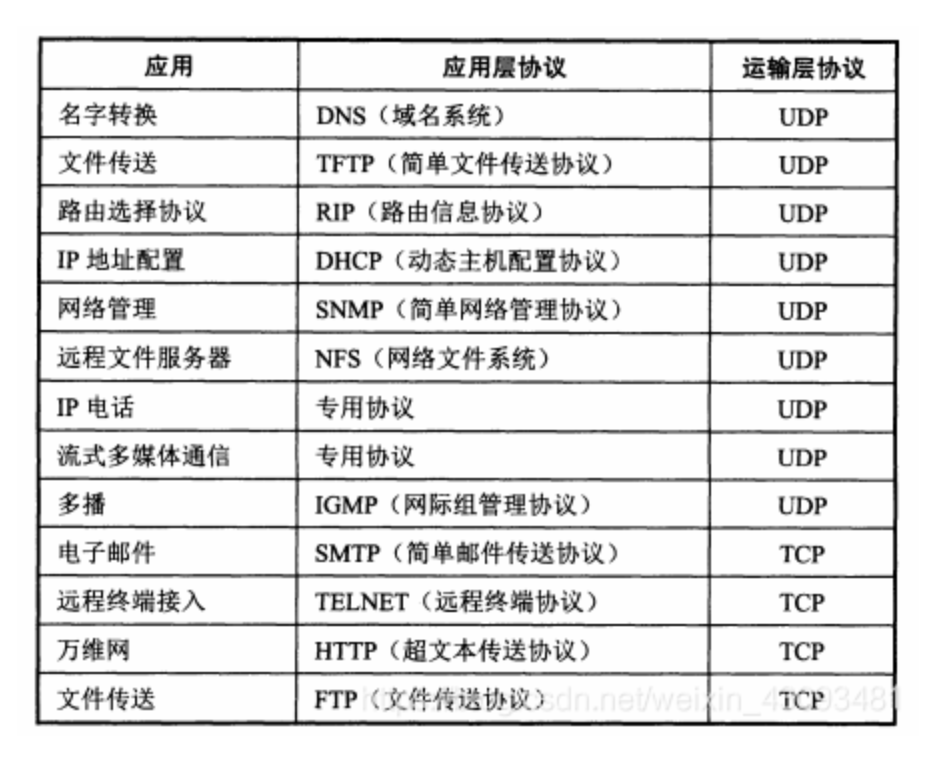 应用 应用层协议 运输层协议
名字转换 DNS（域名系统） UDP
文件传送 TFTP（简单文件传送协议） UDP
路由选择协议 RIP（路由信息协议） UDP
IP 地址配置 DHCP（动态主机配置协议） UDP
网络管理 SNMP（简单网络管理协议） UDP
远程文件服务器 NFS（网络文件系统） UDP
IP 电话 专用协议 UDP
流式多媒体通信 专用协议 UDP
多播 IGMP（网际组管理协议） UDP
电子邮件 SMTP（简单邮件传送协议） TCP
远程终端接入 TELNET（远程终端协议） TCP
万维网 HTTP（超文本传送协议） TCP
文件传送 FTP（文件传送协议） TCP